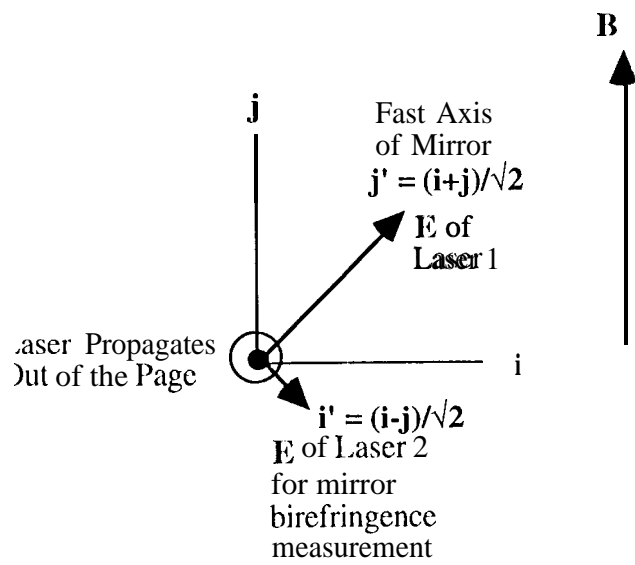 B
j
Fast Axis
of Mirror
j' = (i+j)/√2
E of
Laser 1
aser Propagates
Out of the Page
i
i' = (i-j)/√2
E of Laser 2
for mirror
birefringence
measurement